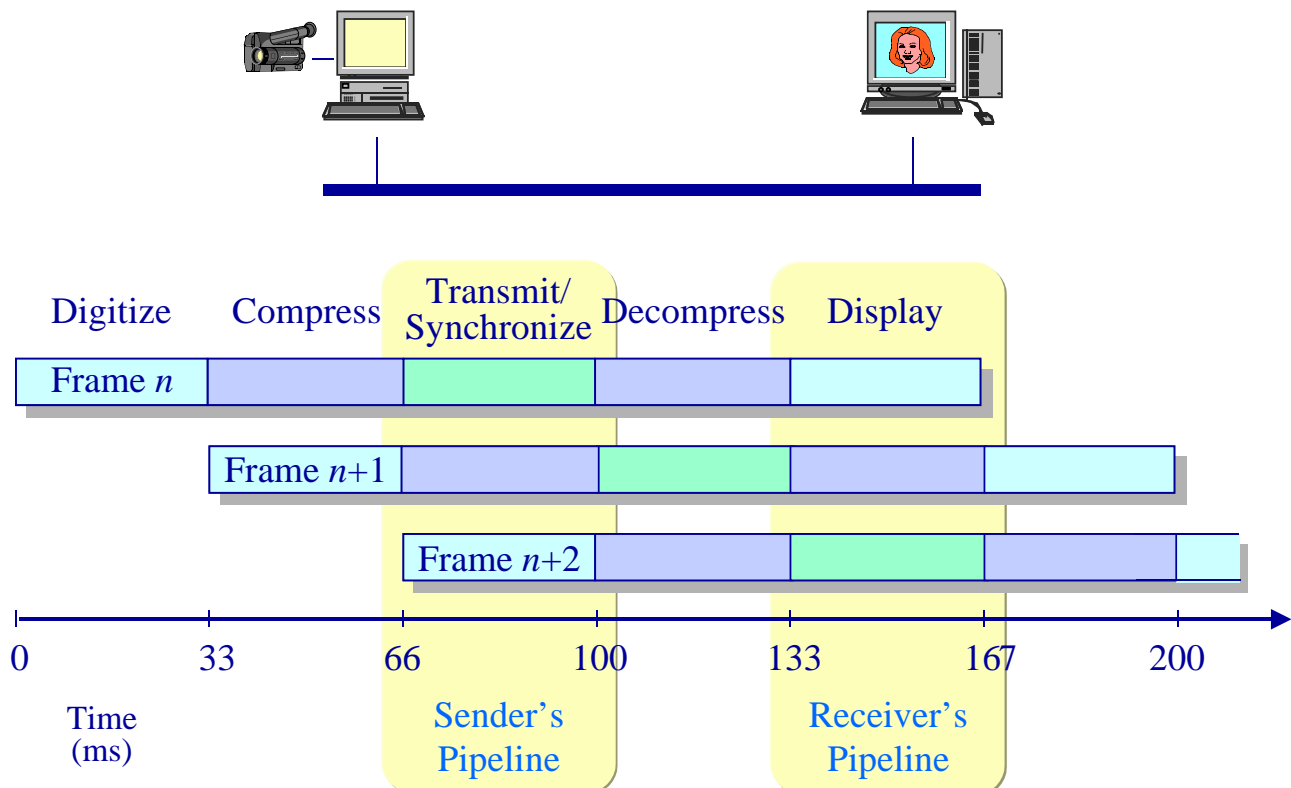 Digitize
Compress
Transmit/
Synchronize
Decompress
Display
Frame n
Frame n+1
Frame n+2
0
33
66
100
133
167
200
Time
(ms)
Sender’s
Pipeline
Receiver’s
Pipeline